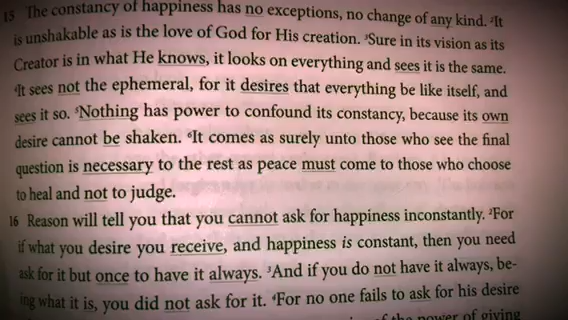 15 The constancy of happiness has no exceptions, no change of any kind. ²It
is unshakable as is the love of God for His creation. ³Sure in its vision as its
Creator is in what He knows, it looks on everything and sees it is the same.
⁴It sees not the ephemeral, for it desires that everything be like itself, and
sees it so. ⁵Nothing has power to confound its constancy, because its own
desire cannot be shaken. ⁶It comes as surely unto those who see the final
question is necessary to the rest as peace must come to those who choose
to heal and not to judge.
16 Reason will tell you that you cannot ask for happiness inconstantly. ²For
if what you desire you receive, and happiness is constant, then you need
ask for it but once to have it always. ³And if you do not have it always, be-
ing what it is, you did not ask for it. ⁴For no one fails to ask for his desire
of the power of giving